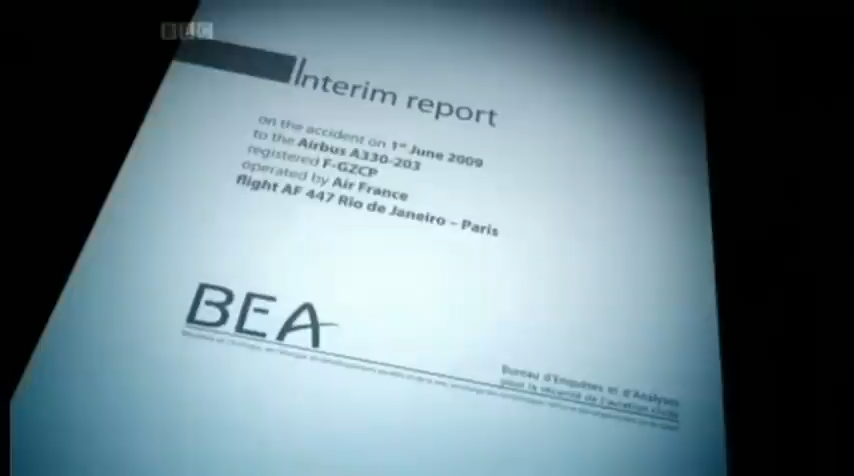 BBC
Interim report
on the accident on 1st June 2009
to the Airbus A330-203
registered F-GZCP
operated by Air France
flight AF 447 Rio de Janeiro – Paris
BEA
Bureau d'Enquêtes et d'Analyses
pour la sécurité de l'aviation civile